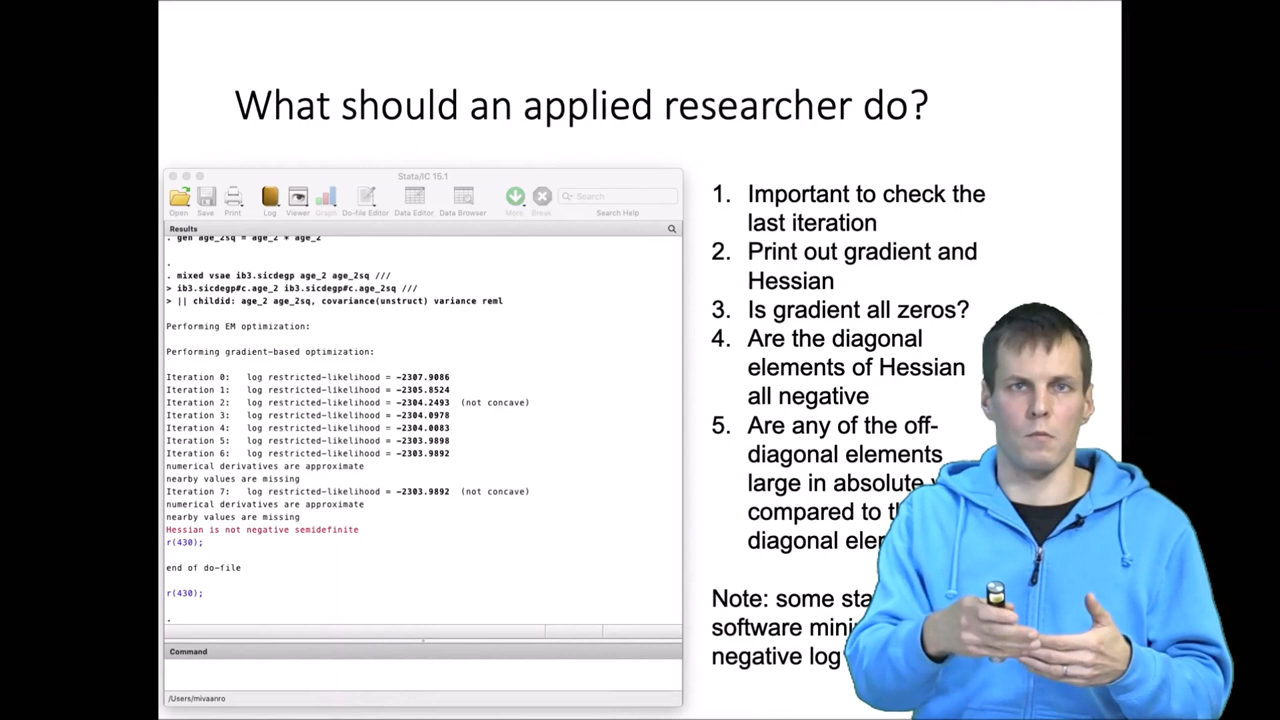 What should an applied researcher do?
Stata/IC 15.1
Open Save Print Log Viewer Graph Do-file Editor Data Editor Data Browser More Break Search Search Help
Results
. gen age_2sq = age_2 * age_2
.
. mixed vsae ib3.sicdegp age_2 age_2sq ///
> ib3.sicdegp#c.age_2 ib3.sicdegp#c.age_2sq ///
> || childid: age_2 age_2sq, covariance(unstruct) variance reml
Performing EM optimization:
Performing gradient-based optimization:
Iteration 0: log restricted-likelihood = -2307.9086
Iteration 1: log restricted-likelihood = -2305.8524
Iteration 2: log restricted-likelihood = -2304.2493 (not concave)
Iteration 3: log restricted-likelihood = -2304.0978
Iteration 4: log restricted-likelihood = -2304.0083
Iteration 5: log restricted-likelihood = -2303.9898
Iteration 6: log restricted-likelihood = -2303.9892
numerical derivatives are approximate
nearby values are missing
Iteration 7: log restricted-likelihood = -2303.9892 (not concave)
numerical derivatives are approximate
nearby values are missing
Hessian is not negative semidefinite
r(430);
end of do-file
r(430);
.
Command
/Users/mivaanro
1. Important to check the
last iteration
2. Print out gradient and
Hessian
3. Is gradient all zeros?
4. Are the diagonal
elements of Hessian
all negative
5. Are any of the off-
diagonal elements
large in absolute
compared to
diagonal
Note: some
software
negative log